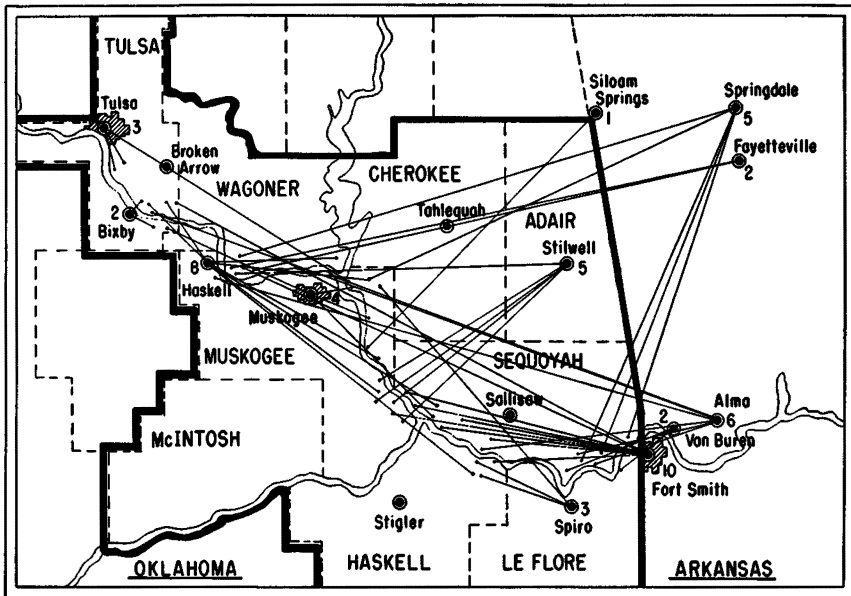 TULSA
Tulsa
3
Siloam
Springs
1
Springdale
5
Broken
Arrow
Fayetteville
2
WAGONER
CHEROKEE
2
Bixby
Tahlequah
ADAIR
Stilwell
5
8
Haskell
Muskogee
4
MUSKOGEE
SEQUOYAH
Sallisaw
Alma
6
2
Van Buren
McINTOSH
10
Fort Smith
Stigler
3
Spiro
OKLAHOMA
HASKELL
LE FLORE
ARKANSAS